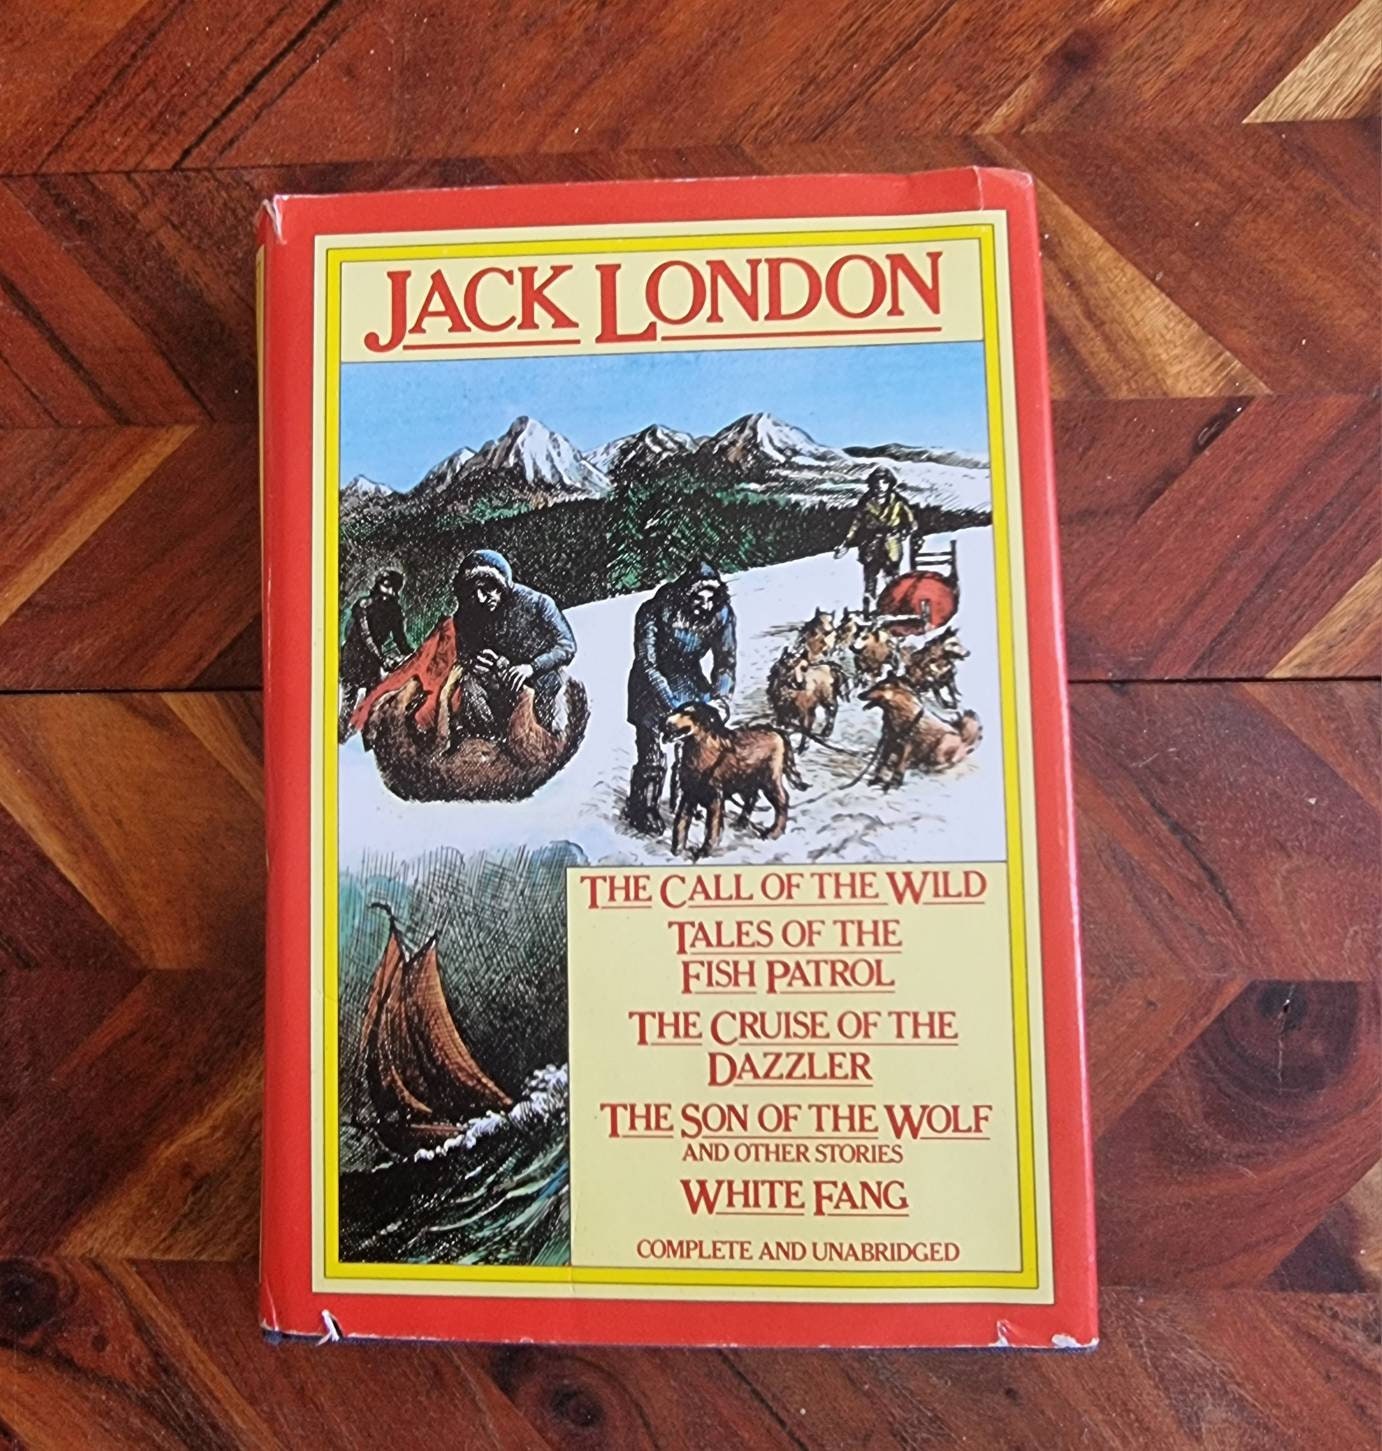 JACK LONDON
THE CALL OF THE WILD
TALES OF THE
FISH PATROL
THE CRUISE OF THE
DAZZLER
THE SON OF THE WOLF
AND OTHER STORIES
WHITE FANG
COMPLETE AND UNABRIDGED